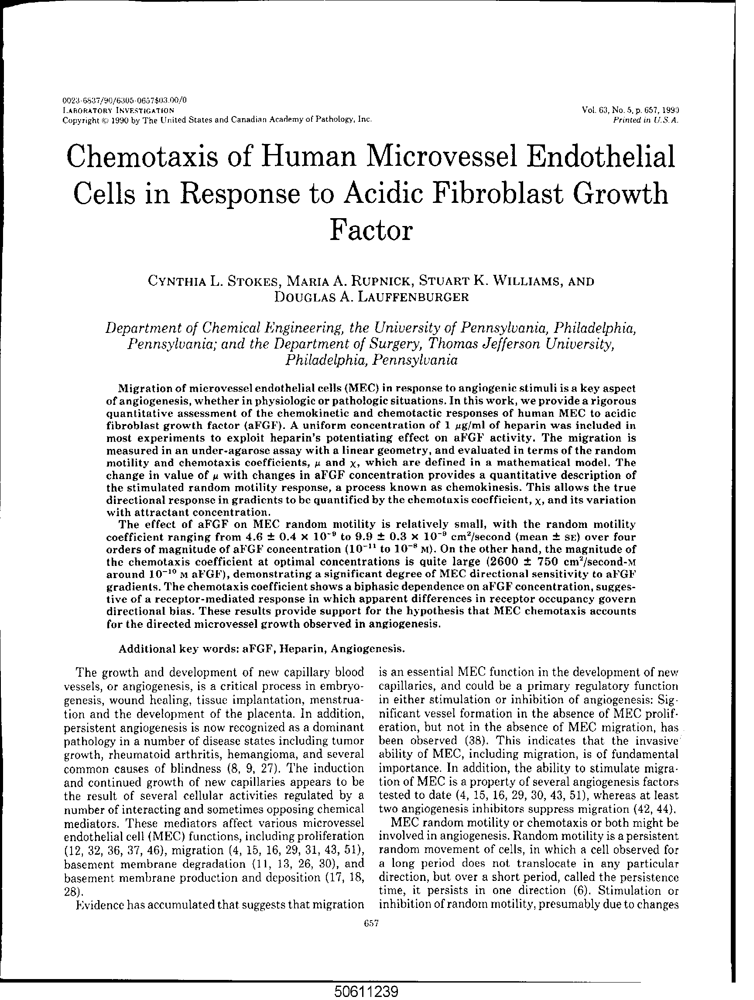 0023-6837/90/6305-0657$03.00/0
LABORATORY INVESTIGATION
Copyright © 1990 by The United States and Canadian Academy of Pathology, Inc.
Vol. 63, No. 5, p. 657, 1990
Printed in U.S.A.
Chemotaxis of Human Microvessel Endothelial
Cells in Response to Acidic Fibroblast Growth
Factor
CYNTHIA L. STOKES, MARIA A. RUPNICK, STUART K. WILLIAMS, AND
DOUGLAS A. LAUFFENBURGER
Department of Chemical Engineering, the University of Pennsylvania, Philadelphia,
Pennsylvania; and the Department of Surgery, Thomas Jefferson University,
Philadelphia, Pennsylvania
Migration of microvessel endothelial cells (MEC) in response to angiogenic stimuli is a key aspect
of angiogenesis, whether in physiologic or pathologic situations. In this work, we provide a rigorous
quantitative assessment of the chemokinetic and chemotactic responses of human MEC to acidic
fibroblast growth factor (aFGF). A uniform concentration of 1 μg/ml of heparin was included in
most experiments to exploit heparin's potentiating effect on aFGF activity. The migration is
measured in an under-agarose assay with a linear geometry, and evaluated in terms of the random
motility and chemotaxis coefficients, μ and χ, which are defined in a mathematical model. The
change in value of μ with changes in aFGF concentration provides a quantitative description of
the stimulated random motility response, a process known as chemokinesis. This allows the true
directional response in gradients to be quantified by the chemotaxis coefficient, χ, and its variation
with attractant concentration.
The effect of aFGF on MEC random motility is relatively small, with the random motility
coefficient ranging from 4.6 ± 0.4 × 10⁻⁹ to 9.9 ± 0.3 × 10⁻⁹ cm²/second (mean ± SE) over four
orders of magnitude of aFGF concentration (10⁻¹¹ to 10⁻⁸ M). On the other hand, the magnitude of
the chemotaxis coefficient at optimal concentrations is quite large (2600 ± 750 cm²/second-M
around 10⁻¹⁰ M aFGF), demonstrating a significant degree of MEC directional sensitivity to aFGF
gradients. The chemotaxis coefficient shows a biphasic dependence on aFGF concentration, sugges-
tive of a receptor-mediated response in which apparent differences in receptor occupancy govern
directional bias. These results provide support for the hypothesis that MEC chemotaxis accounts
for the directed microvessel growth observed in angiogenesis.
Additional key words: aFGF, Heparin, Angiogenesis.
The growth and development of new capillary blood
vessels, or angiogenesis, is a critical process in embryo-
genesis, wound healing, tissue implantation, menstrua-
tion and the development of the placenta. In addition,
persistent angiogenesis is now recognized as a dominant
pathology in a number of disease states including tumor
growth, rheumatoid arthritis, hemangioma, and several
common causes of blindness (8, 9, 27). The induction
and continued growth of new capillaries appears to be
the result of several cellular activities regulated by a
number of interacting and sometimes opposing chemical
mediators. These mediators affect various microvessel
endothelial cell (MEC) functions, including proliferation
(12, 32, 36, 37, 46), migration (4, 15, 16, 29, 31, 43, 51),
basement membrane degradation (11, 13, 26, 30), and
basement membrane production and deposition (17, 18,
28).
Evidence has accumulated that suggests that migration
is an essential MEC function in the development of new
capillaries, and could be a primary regulatory function
in either stimulation or inhibition of angiogenesis: Sig-
nificant vessel formation in the absence of MEC prolif-
eration, but not in the absence of MEC migration, has
been observed (38). This indicates that the invasive
ability of MEC, including migration, is of fundamental
importance. In addition, the ability to stimulate migra-
tion of MEC is a property of several angiogenesis factors
tested to date (4, 15, 16, 29, 30, 43, 51), whereas at least
two angiogenesis inhibitors suppress migration (42, 44).
MEC random motility or chemotaxis or both might be
involved in angiogenesis. Random motility is a persistent
random movement of cells, in which a cell observed for
a long period does not translocate in any particular
direction, but over a short period, called the persistence
time, it persists in one direction (6). Stimulation or
inhibition of random motility, presumably due to changes
657
50611239